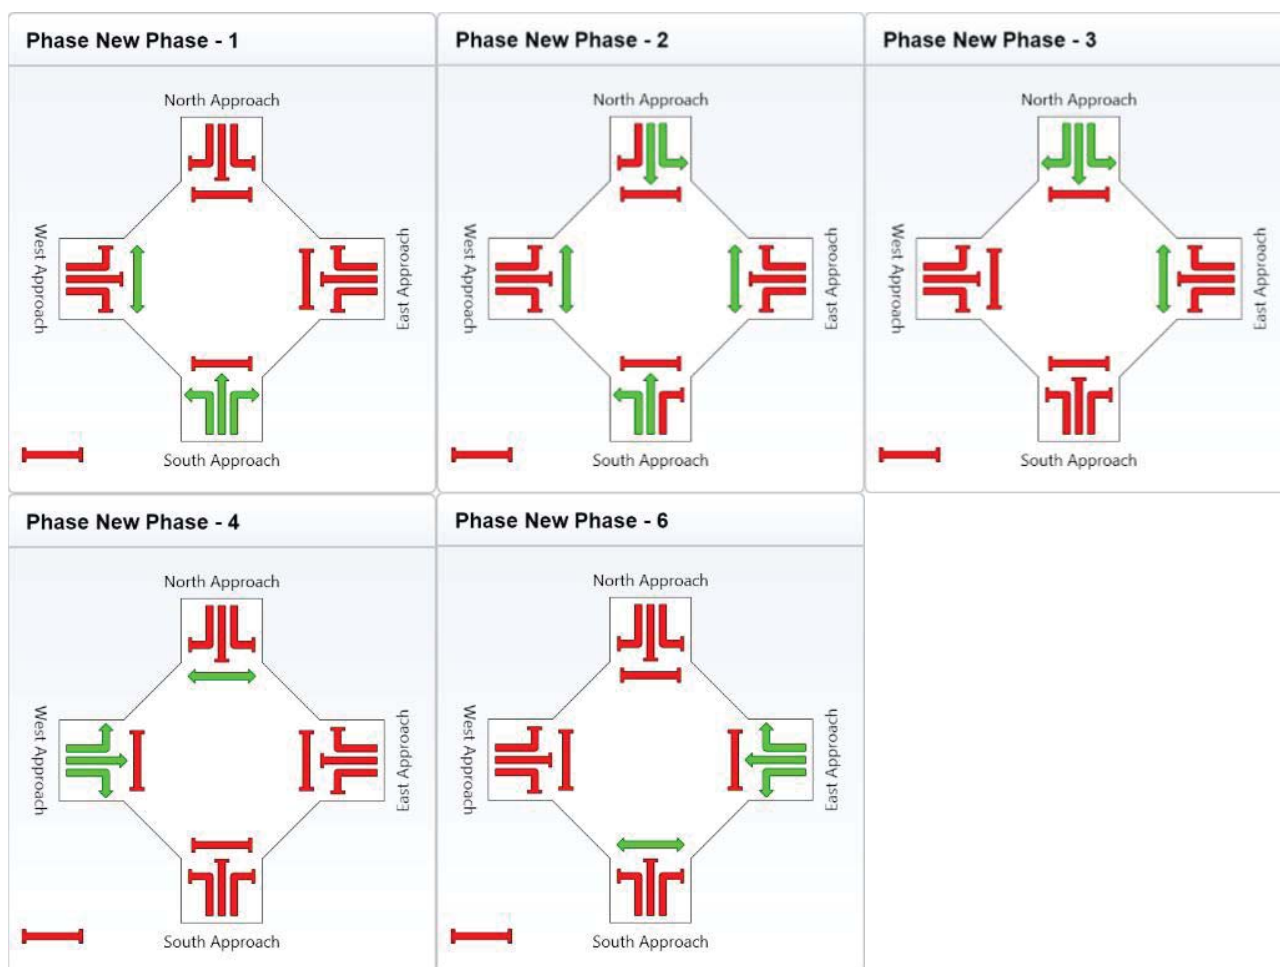 Phase New Phase - 1
North Approach
West Approach
East Approach
South Approach
Phase New Phase - 2
North Approach
West Approach
East Approach
South Approach
Phase New Phase - 3
North Approach
West Approach
East Approach
South Approach
Phase New Phase - 4
North Approach
West Approach
East Approach
South Approach
Phase New Phase - 6
North Approach
West Approach
East Approach
South Approach